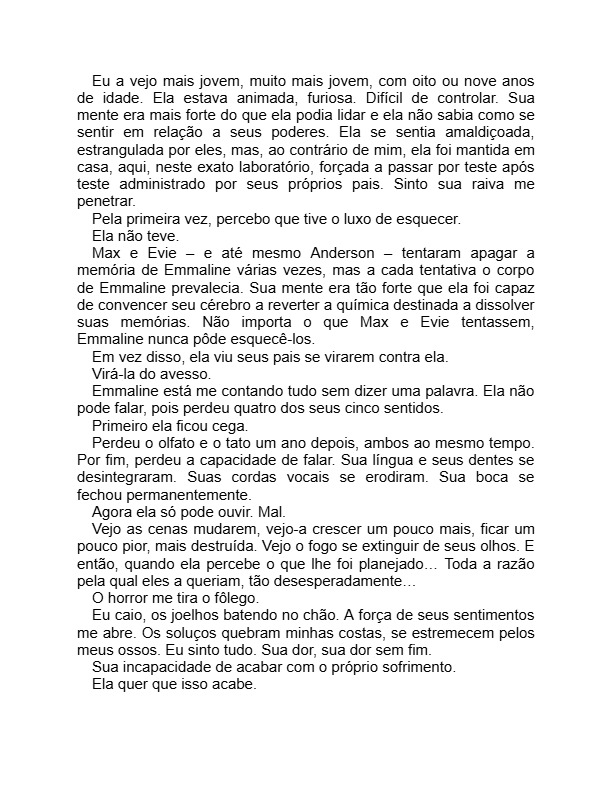 Eu a vejo mais jovem, muito mais jovem, com oito ou nove anos
de idade. Ela estava animada, furiosa. Difícil de controlar. Sua
mente era mais forte do que ela podia lidar e ela não sabia como se
sentir em relação a seus poderes. Ela se sentia amaldiçoada,
estrangulada por eles, mas, ao contrário de mim, ela foi mantida em
casa, aqui, neste exato laboratório, forçada a passar por teste após
teste administrado por seus próprios pais. Sinto sua raiva me
penetrar.
Pela primeira vez, percebo que tive o luxo de esquecer.
Ela não teve.
Max e Evie – e até mesmo Anderson – tentaram apagar a
memória de Emmaline várias vezes, mas a cada tentativa o corpo
de Emmaline prevalecia. Sua mente era tão forte que ela foi capaz
de convencer seu cérebro a reverter a química destinada a dissolver
suas memórias. Não importa o que Max e Evie tentassem,
Emmaline nunca pôde esquecê-los.
Em vez disso, ela viu seus pais se virarem contra ela.
Virá-la do avesso.
Emmaline está me contando tudo sem dizer uma palavra. Ela não
pode falar, pois perdeu quatro dos seus cinco sentidos.
Primeiro ela ficou cega.
Perdeu o olfato e o tato um ano depois, ambos ao mesmo tempo.
Por fim, perdeu a capacidade de falar. Sua língua e seus dentes se
desintegraram. Suas cordas vocais se erodiram. Sua boca se
fechou permanentemente.
Agora ela só pode ouvir. Mal.
Vejo as cenas mudarem, vejo-a crescer um pouco mais, ficar um
pouco pior, mais destruída. Vejo o fogo se extinguir de seus olhos. E
então, quando ela percebe o que lhe foi planejado… Toda a razão
pela qual eles a queriam, tão desesperadamente…
O horror me tira o fôlego.
Eu caio, os joelhos batendo no chão. A força de seus sentimentos
me abre. Os soluços quebram minhas costas, se estremecem pelos
meus ossos. Eu sinto tudo. Sua dor, sua dor sem fim.
Sua incapacidade de acabar com o próprio sofrimento.
Ela quer que isso acabe.